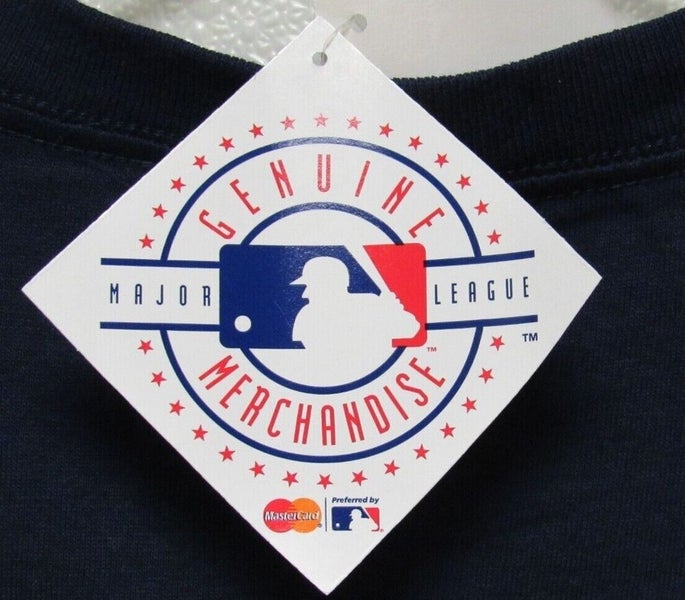 GENUINE
MAJOR LEAGUE
TM
TM
MERCHANDISE
MasterCard
Preferred by